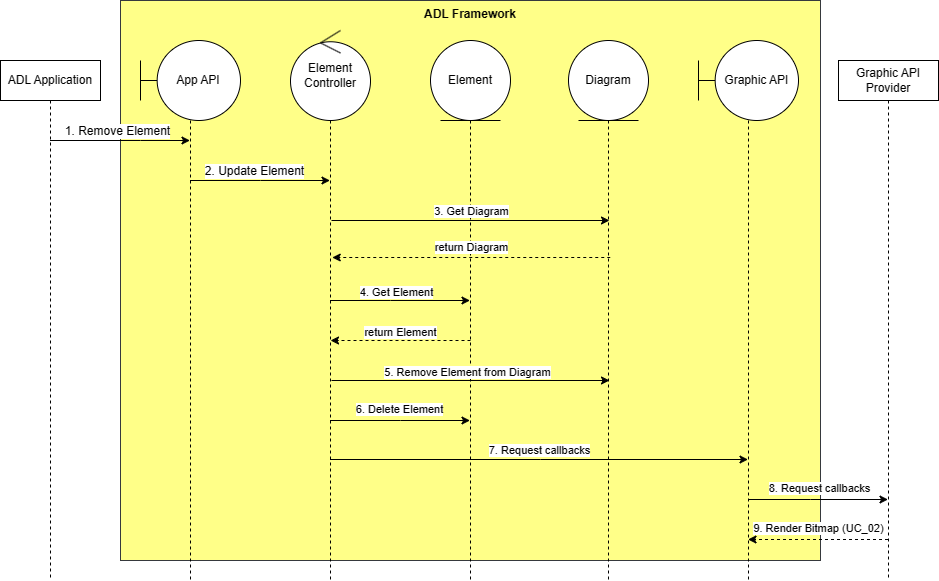 ADL Framework
ADL Application
App API
Element
Controller
Element
Diagram
Graphic API
Graphic API
Provider
1. Remove Element
2. Update Element
3. Get Diagram
return Diagram
4. Get Element
return Element
5. Remove Element from Diagram
6. Delete Element
7. Request callbacks
8. Request callbacks
9. Render Bitmap (UC_02)